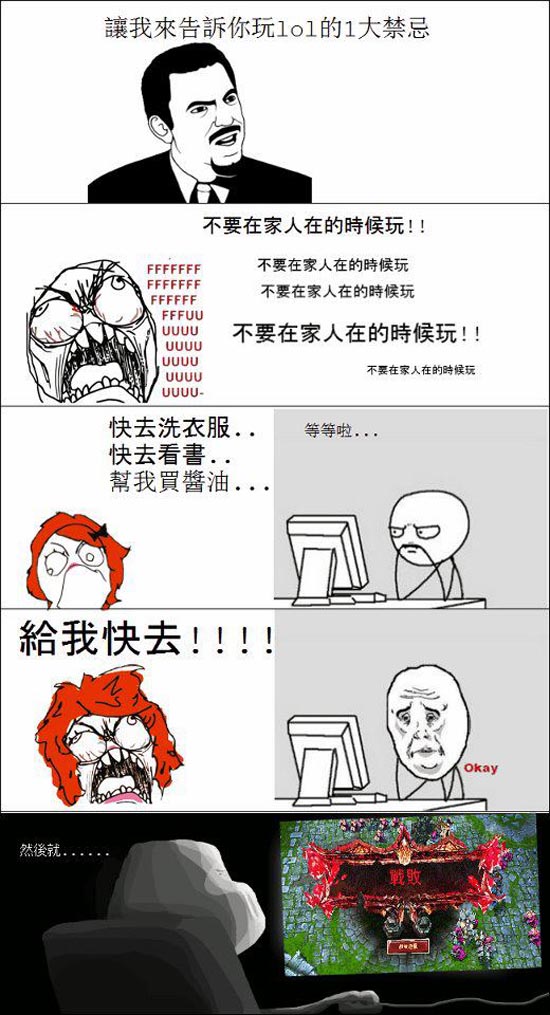 讓我來告訴你玩lol的1大禁忌
不要在家人在的時候玩!!
FFFFFFF
FFFFFFF
FFFFFF
FFFUU
UUUU
UUUU
UUUU
UUUU
UUUU-
不要在家人在的時候玩
不要在家人在的時候玩
不要在家人在的時候玩!!
不要在家人在的時候玩
快去洗衣服..
快去看書..
幫我買醬油...
等等啦...
給我快去!!!!
Okay
然後就......
戰敗